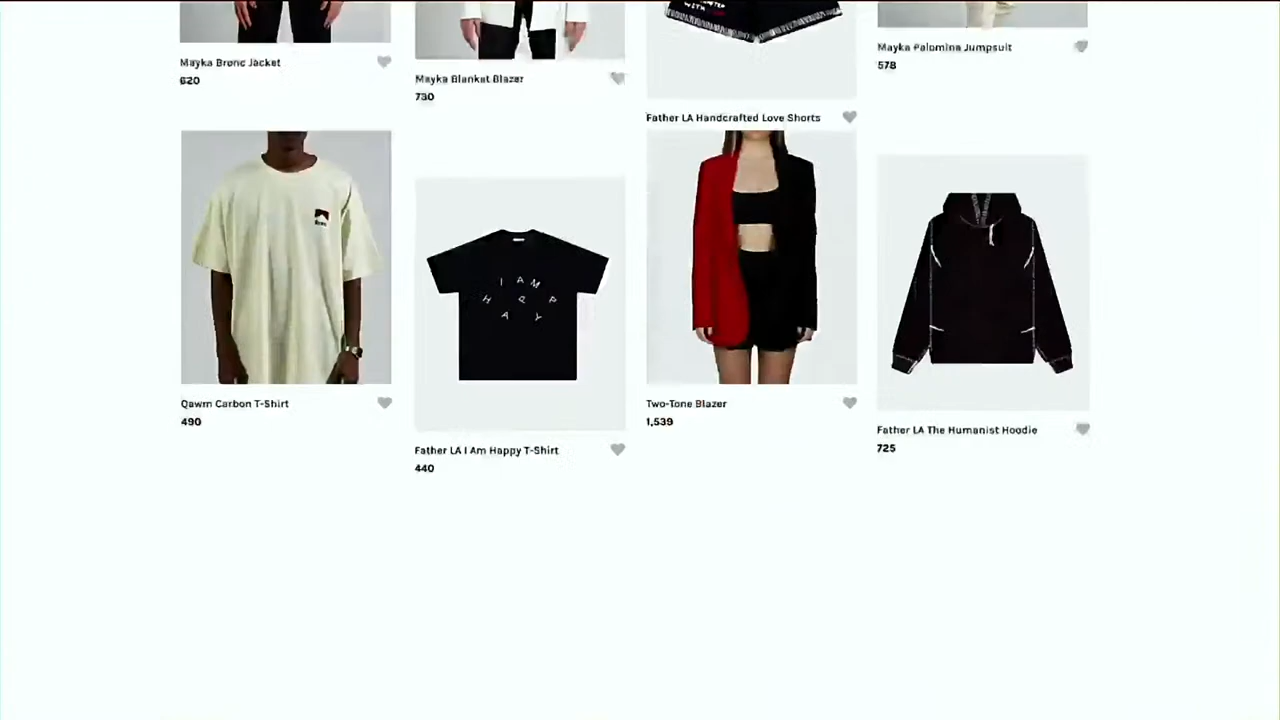 WITH
Mayka Bronc Jacket
620
Mayka Blanket Blazer
730
Father LA Handcrafted Love Shorts
Mayka Palomina Jumpsuit
578
Qawm Carbon T-Shirt
490
I AM
H A P P
A Y
Father LA I Am Happy T-Shirt
440
Two-Tone Blazer
1,539
Father LA The Humanist Hoodie
725